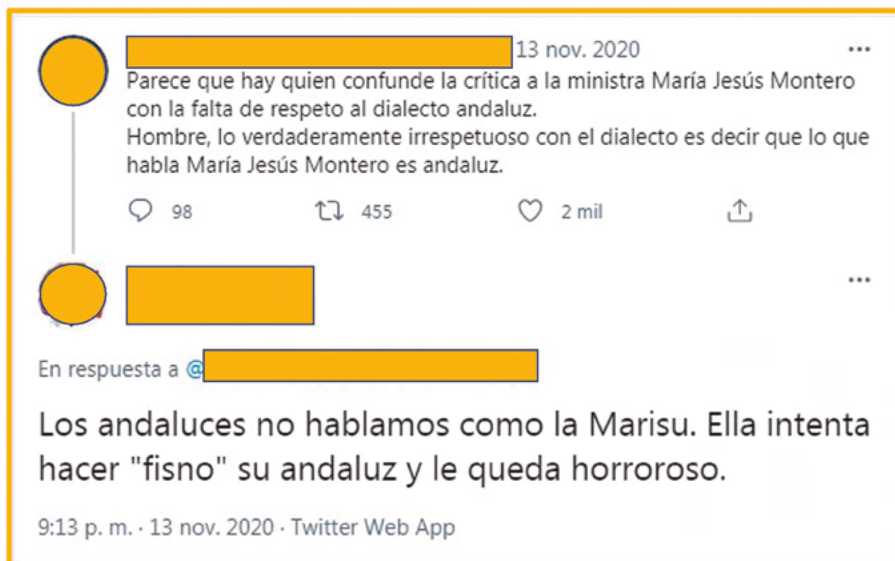 13 nov. 2020
Parece que hay quien confunde la crítica a la ministra María Jesús Montero
con la falta de respeto al dialecto andaluz.
Hombre, lo verdaderamente irrespetuoso con el dialecto es decir que lo que
habla María Jesús Montero es andaluz.
98 455 2 mil
En respuesta a @
Los andaluces no hablamos como la Marisu. Ella intenta
hacer "fisno" su andaluz y le queda horroroso.
9:13 p. m. · 13 nov. 2020 · Twitter Web App